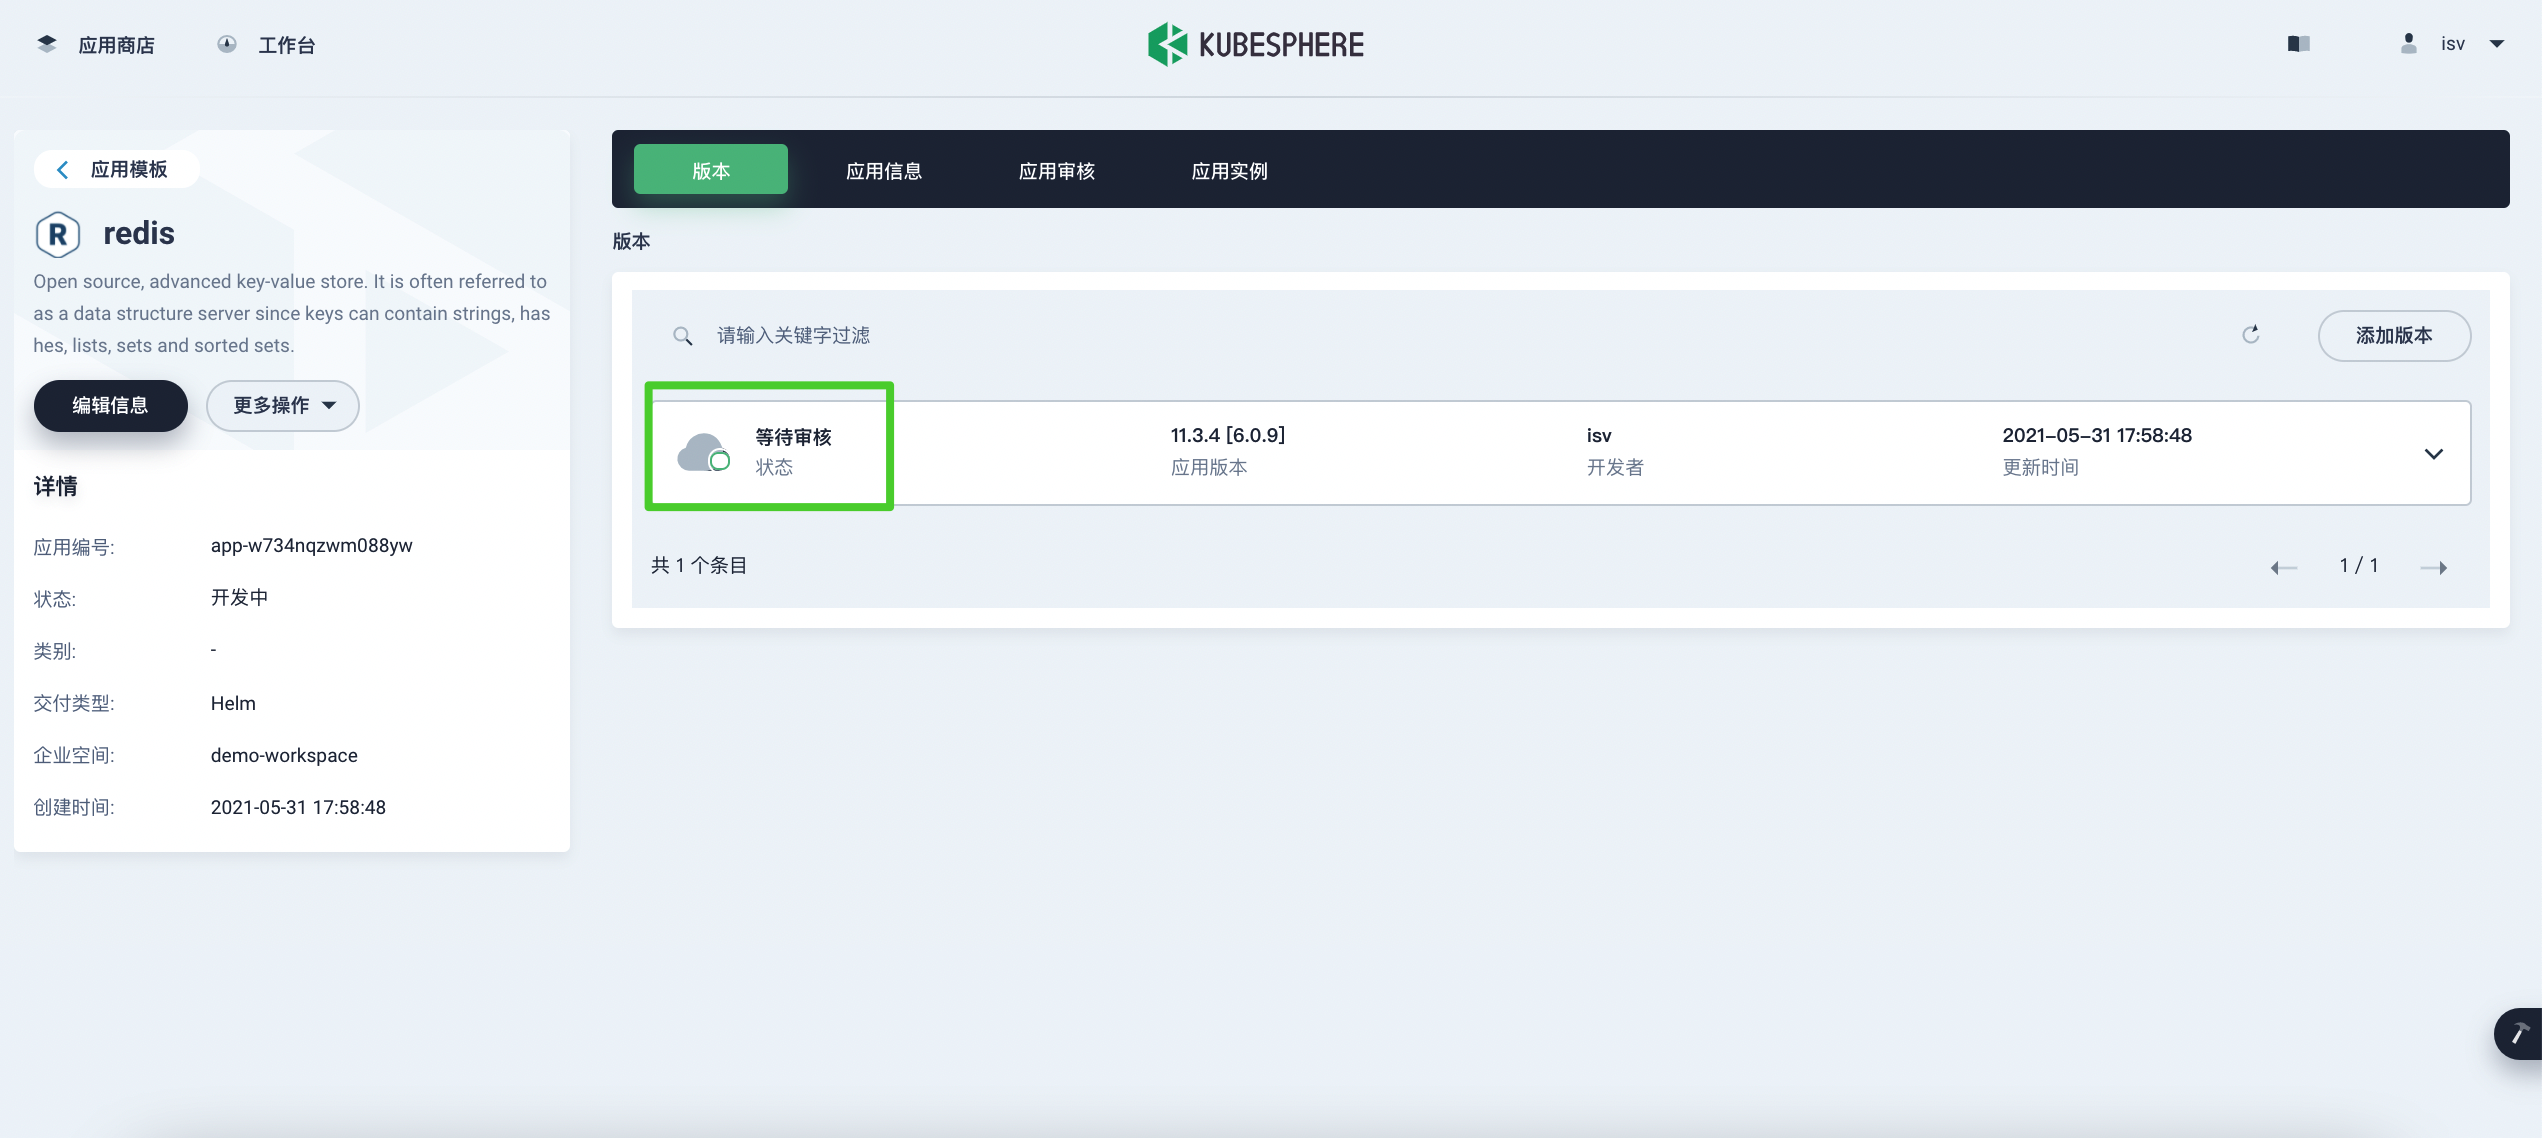 应用商店
工作台
KUBESPHERE
isv
应用模板
R
redis
Open source, advanced key-value store. It is often referred to
as a data structure server since keys can contain strings, has
hes, lists, sets and sorted sets.
编辑信息
更多操作
详情
应用编号:
app-w734nqzwm088yw
状态:
开发中
类别:
-
交付类型:
Helm
企业空间:
demo-workspace
创建时间:
2021-05-31 17:58:48
版本
应用信息
应用审核
应用实例
版本
请输入关键字过滤
添加版本
等待审核
状态
11.3.4 [6.0.9]
应用版本
isv
开发者
2021-05-31 17:58:48
更新时间
共 1 个条目
1 / 1